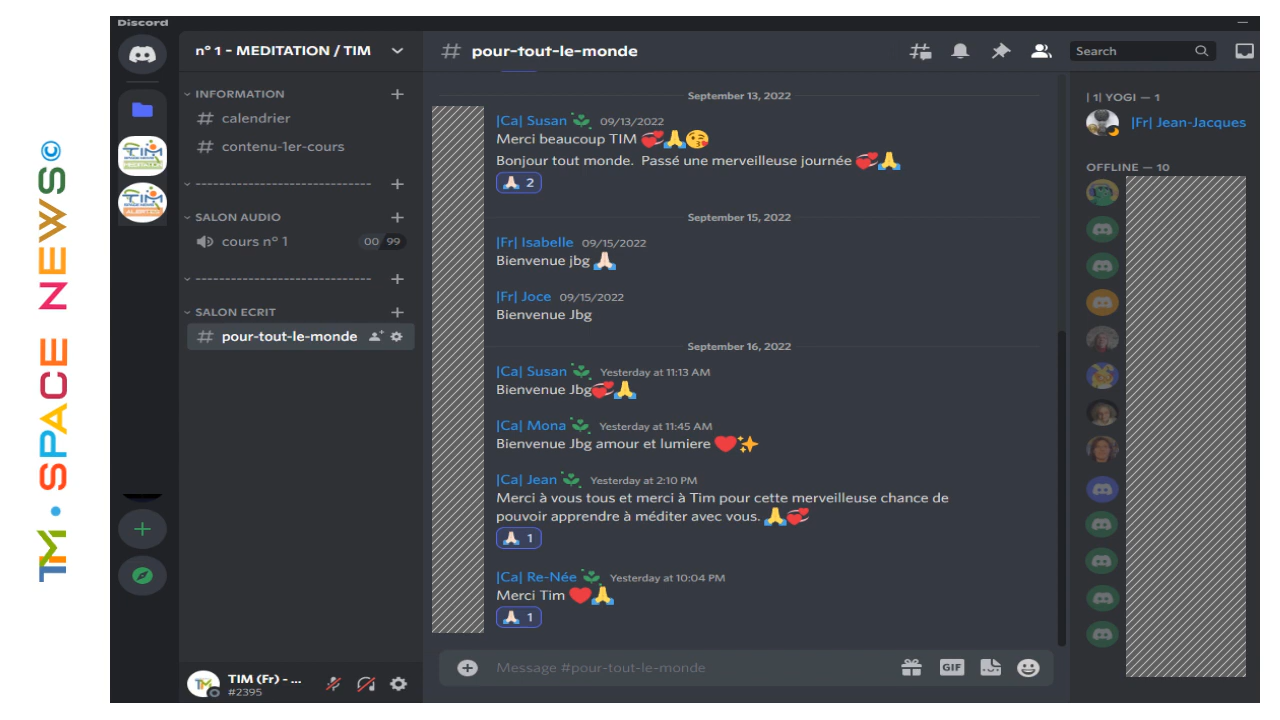 TIM • SPACE NEWS©
Discord
n° 1 - MEDITATION / TIM
INFORMATION
# calendrier
# contenu-1er-cours
-----------------------------
SALON AUDIO
cours n° 1 00 99
-----------------------------
SALON ECRIT
# pour-tout-le-monde
TIM
MEDITATION
TIM
TIM (Fr) - ...
#2395
# pour-tout-le-monde
Search
September 13, 2022
|Ca| Susan 09/13/2022
Merci beaucoup TIM 💞🙏😘
Bonjour tout monde. Passé une merveilleuse journée 💞🙏
🙏🏻 2
September 15, 2022
|Fr| Isabelle 09/15/2022
Bienvenue jbg 🙏🏻
|Fr| Joce 09/15/2022
Bienvenue Jbg
September 16, 2022
|Ca| Susan Yesterday at 11:13 AM
Bienvenue Jbg💞🙏
|Ca| Mona Yesterday at 11:45 AM
Bienvenue Jbg amour et lumiere ❤️✨
|Ca| Jean Yesterday at 2:10 PM
Merci à vous tous et merci à Tim pour cette merveilleuse chance de
pouvoir apprendre à méditer avec vous. 🙏💞
🙏🏻 1
|Ca| Re-Née Yesterday at 10:04 PM
Merci Tim ❤️🙏
🙏🏻 1
Message #pour-tout-le-monde
GIF
| 1| YOGI — 1
|Fr| Jean-Jacques
OFFLINE — 10